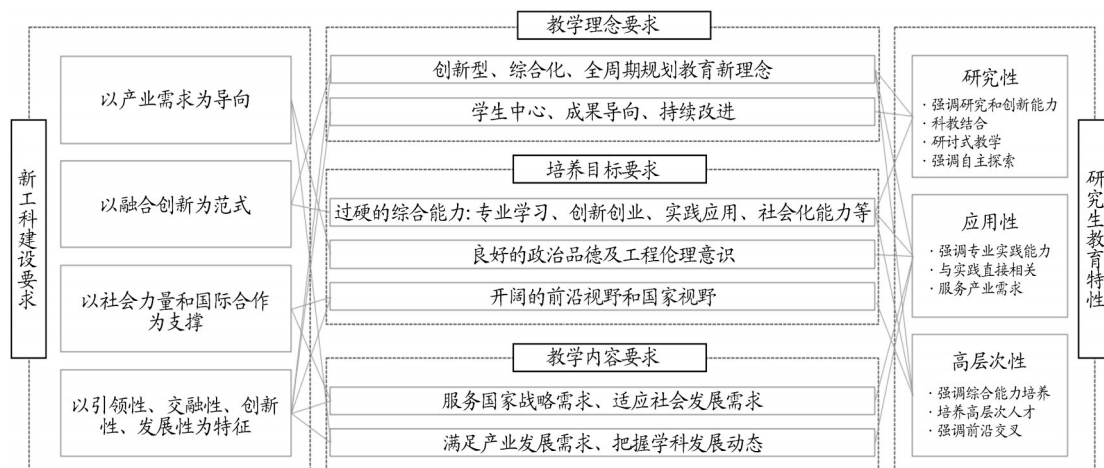 新工科建设要求
以产业需求为导向
以融合创新为范式
以社会力量和国际合作
为支撑
以引领性、交融性、创新
性、发展性为特征
教学理念要求
创新型、综合化、全周期规划教育新理念
学生中心、成果导向、持续改进
培养目标要求
过硬的综合能力：专业学习、创新创业、实践应用、社会化能力等
良好的政治品德及工程伦理意识
开阔的前沿视野和国家视野
教学内容要求
服务国家战略需求、适应社会发展需求
满足产业发展需求、把握学科发展动态
研究性
·强调研究和创新能力
·科教结合
·研讨式教学
·强调自主探索
应用性
·强调专业实践能力
·与实践直接相关
·服务产业需求
高层次性
·强调综合能力培养
·培养高层次人才
·强调前沿交叉
研究生教育特性